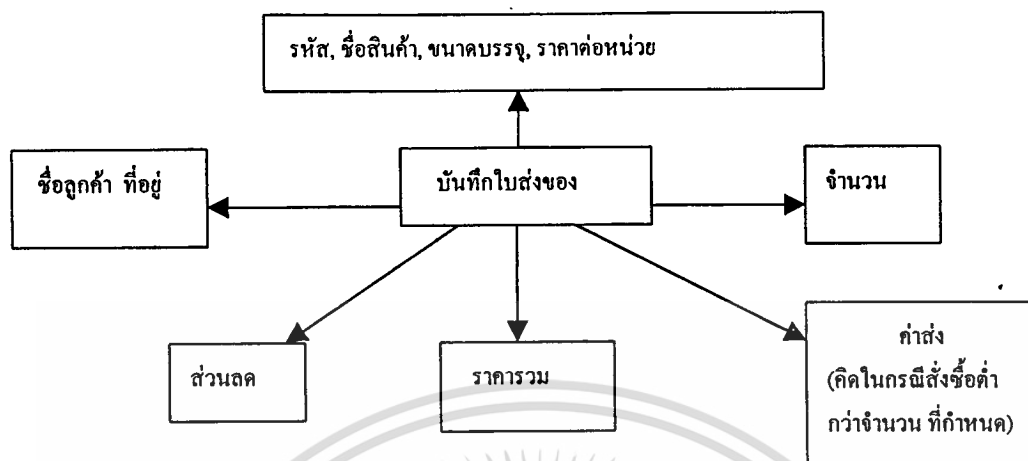 รหัส, ชื่อสินค้า, ขนาดบรรจุ, ราคาต่อหน่วย
ชื่อลูกค้า ที่อยู่
บันทึกใบส่งของ
จำนวน
ส่วนลด
ราคารวม
ค่าส่ง
(คิดในกรณีสั่งซื้อต่ำ
กว่าจำนวน ที่กำหนด)